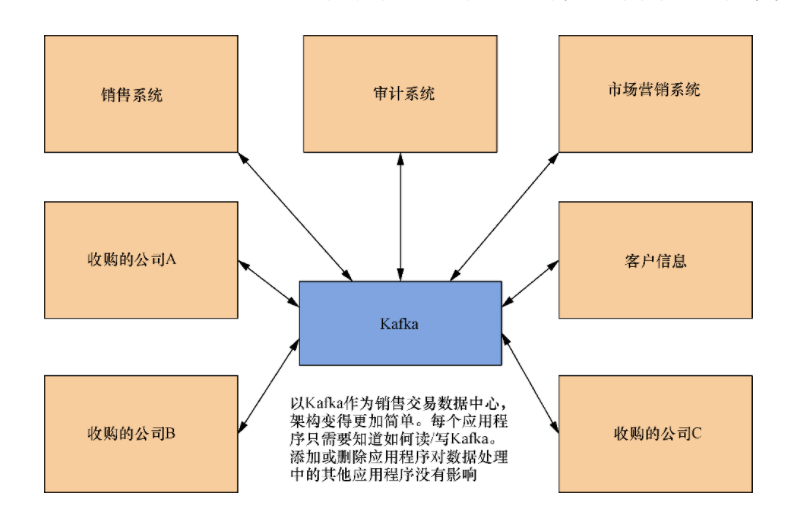 销售系统
审计系统
市场营销系统
收购的公司A
客户信息
Kafka
收购的公司B
以Kafka作为销售交易数据中心，
架构变得更加简单。每个应用程
序只需要知道如何读/写Kafka。
添加或删除应用程序对数据处理
中的其他应用程序没有影响
收购的公司C